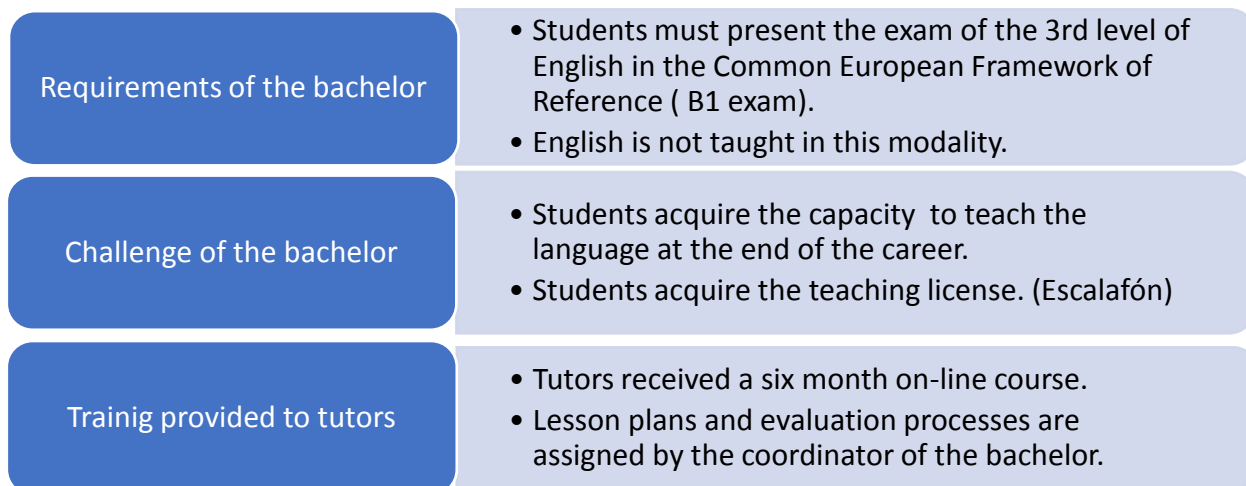 Requirements of the bachelor
• Students must present the exam of the 3rd level of
English in the Common European Framework of
Reference ( B1 exam).
• English is not taught in this modality.
Challenge of the bachelor
• Students acquire the capacity  to teach the
language at the end of the career.
• Students acquire the teaching license. (Escalafón)
Trainig provided to tutors
• Tutors received a six month on-line course.
• Lesson plans and evaluation processes are
assigned by the coordinator of the bachelor.